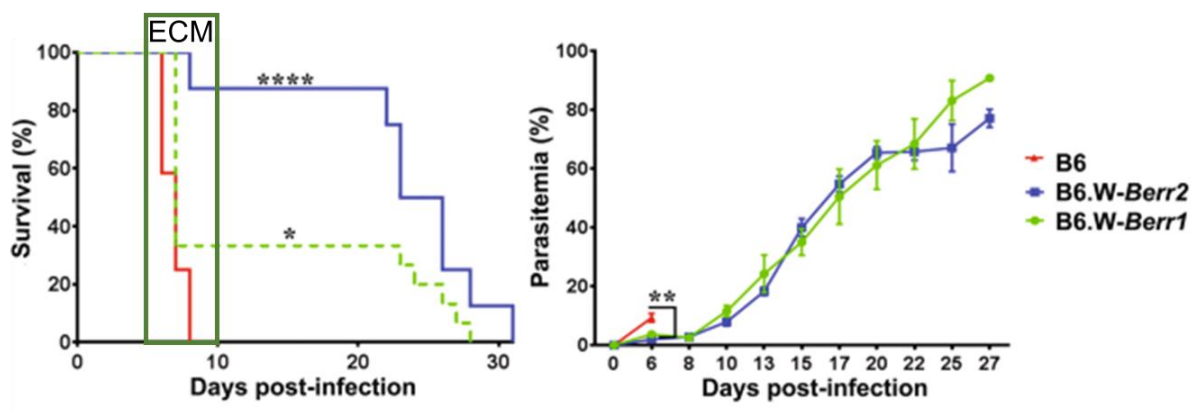 ECM
Survival (%)
100
80
60
40
20
0
****
*
0 10 20 30
Days post-infection
Parasitemia (%)
100
80
60
40
20
0
**
0 6 8 10 13 15 17 20 22 25 27
Days post-infection
B6
B6.W-Berr2
B6.W-Berr1